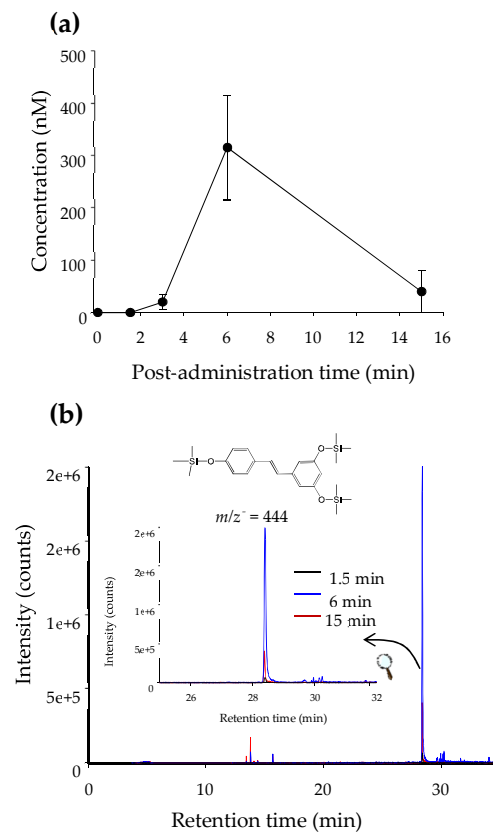 (a)
Concentration (nM)
500
400
300
200
100
0
0 2 4 6 8 10 12 14 16
Post-administration time (min)
(b)
Intensity (counts)
2e+6
2e+6
1e+6
5e+5
0
0 10 20 30
Retention time (min)
Si O
O Si
O Si
m/z⁻ = 444
Intensity (counts)
2e+6
2e+6
1e+6
5e+5
0
26 28 30 32
Retention time (min)
1.5 min
6 min
15 min